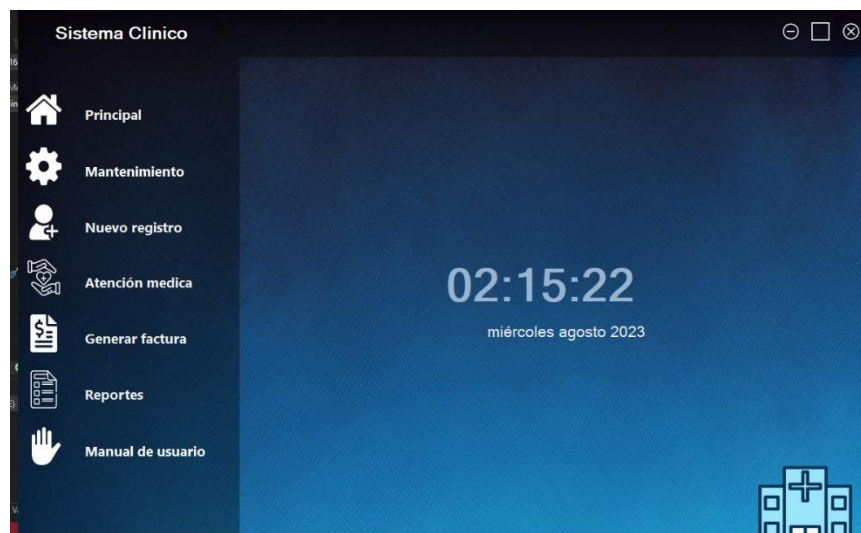 Sistema Clinico
Principal
Mantenimiento
Nuevo registro
Atención medica
Generar factura
Reportes
Manual de usuario
02:15:22
miércoles agosto 2023